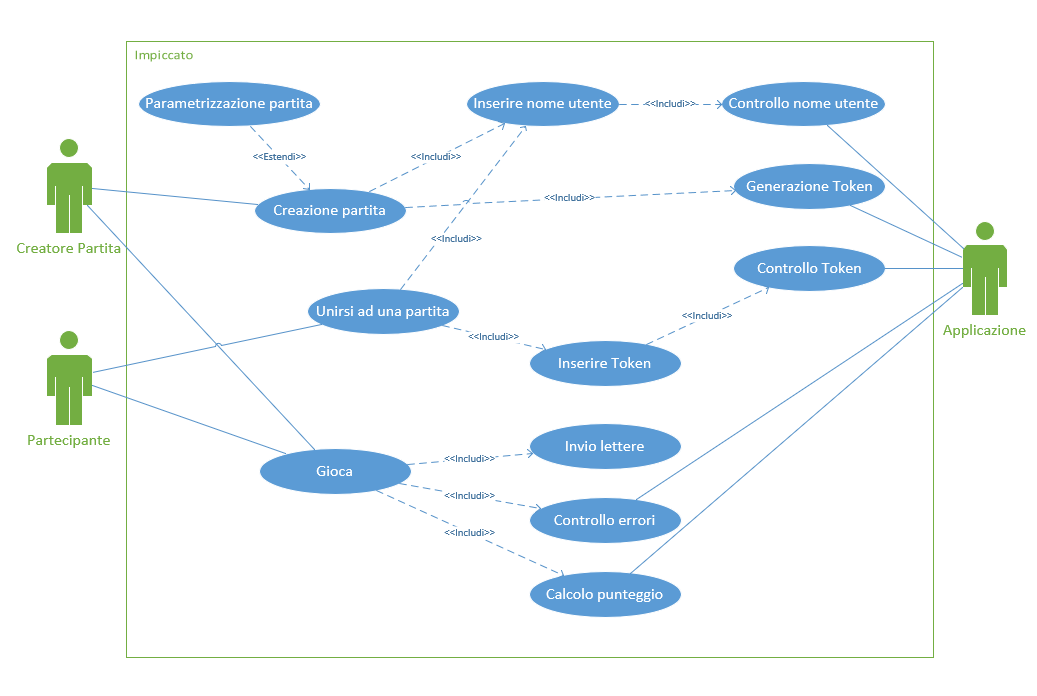 Impiccato
Parametrizzazione partita
Inserire nome utente
<<Includi>>
Controllo nome utente
<<Estendi>>
<<Includi>>
Generazione Token
<<Includi>>
Creazione partita
Creatore Partita
<<Includi>>
Controllo Token
Unirsi ad una partita
<<Includi>>
Applicazione
<<Includi>>
Inserire Token
Partecipante
Invio lettere
<<Includi>>
Gioca
<<Includi>>
Controllo errori
<<Includi>>
Calcolo punteggio